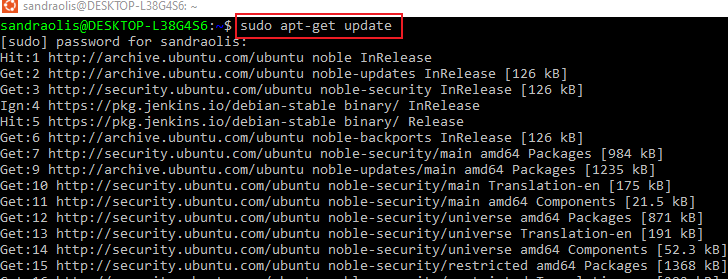 sandraolis@DESKTOP-L38G4S6: ~
sandraolis@DESKTOP-L38G4S6:~$ sudo apt-get update
[sudo] password for sandraolis:
Hit:1 http://archive.ubuntu.com/ubuntu noble InRelease
Get:2 http://archive.ubuntu.com/ubuntu noble-updates InRelease [126 kB]
Get:3 http://security.ubuntu.com/ubuntu noble-security InRelease [126 kB]
Ign:4 https://pkg.jenkins.io/debian-stable binary/ InRelease
Hit:5 https://pkg.jenkins.io/debian-stable binary/ Release
Get:6 http://archive.ubuntu.com/ubuntu noble-backports InRelease [126 kB]
Get:7 http://security.ubuntu.com/ubuntu noble-security/main amd64 Packages [984 kB]
Get:9 http://archive.ubuntu.com/ubuntu noble-updates/main amd64 Packages [1235 kB]
Get:10 http://security.ubuntu.com/ubuntu noble-security/main Translation-en [175 kB]
Get:11 http://security.ubuntu.com/ubuntu noble-security/main amd64 Components [21.5 kB]
Get:12 http://security.ubuntu.com/ubuntu noble-security/universe amd64 Packages [871 kB]
Get:13 http://security.ubuntu.com/ubuntu noble-security/universe Translation-en [191 kB]
Get:14 http://security.ubuntu.com/ubuntu noble-security/universe amd64 Components [52.3 kB]
Get:15 http://security.ubuntu.com/ubuntu noble-security/restricted amd64 Packages [1368 kB]